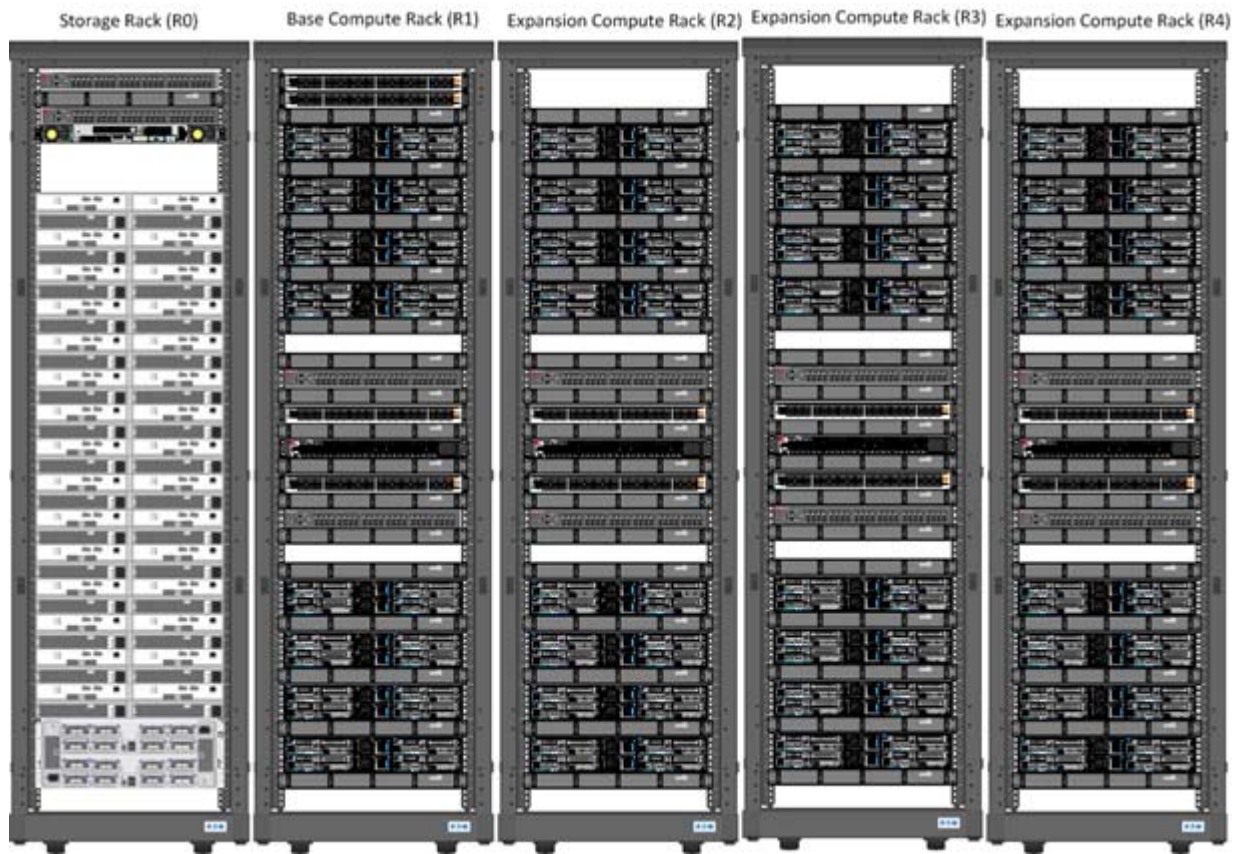 Storage Rack (R0)
Base Compute Rack (R1)
Expansion Compute Rack (R2)
Expansion Compute Rack (R3)
Expansion Compute Rack (R4)